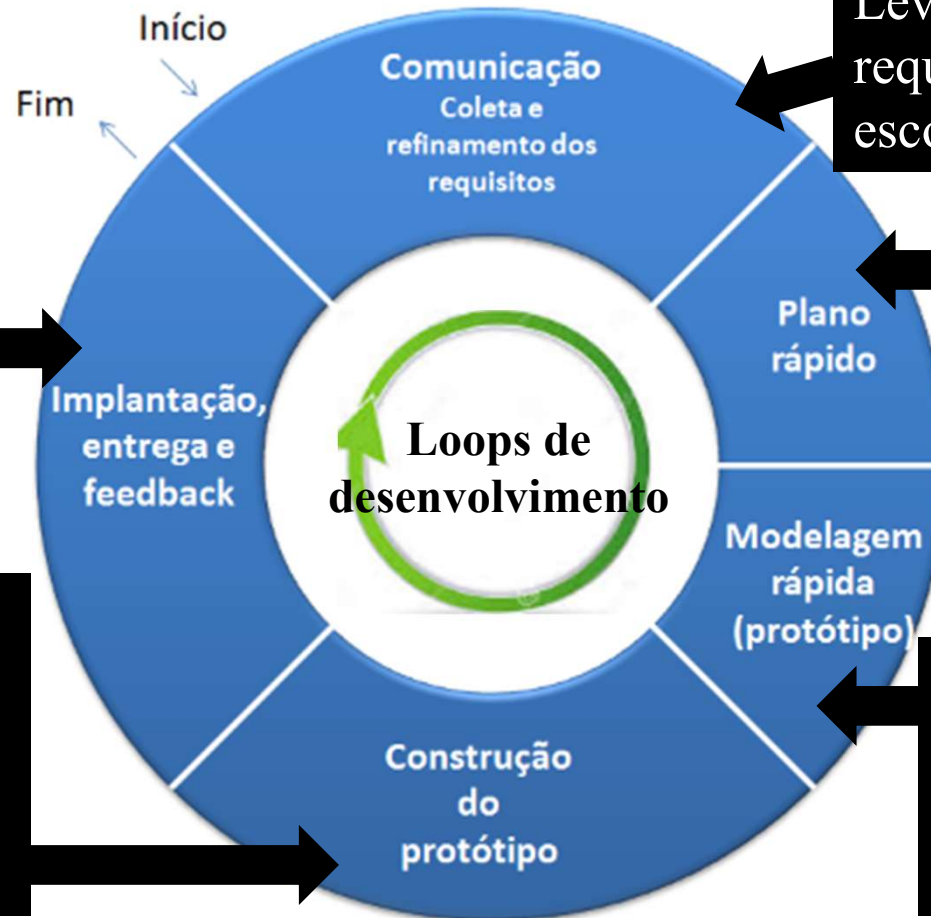 Início
Fim
Comunicação
Coleta e
refinamento dos
requisitos
Plano
rápido
Implantação,
entrega e
feedback
Loops de
desenvolvimento
Modelagem
rápida
(protótipo)
Construção
do
protótipo